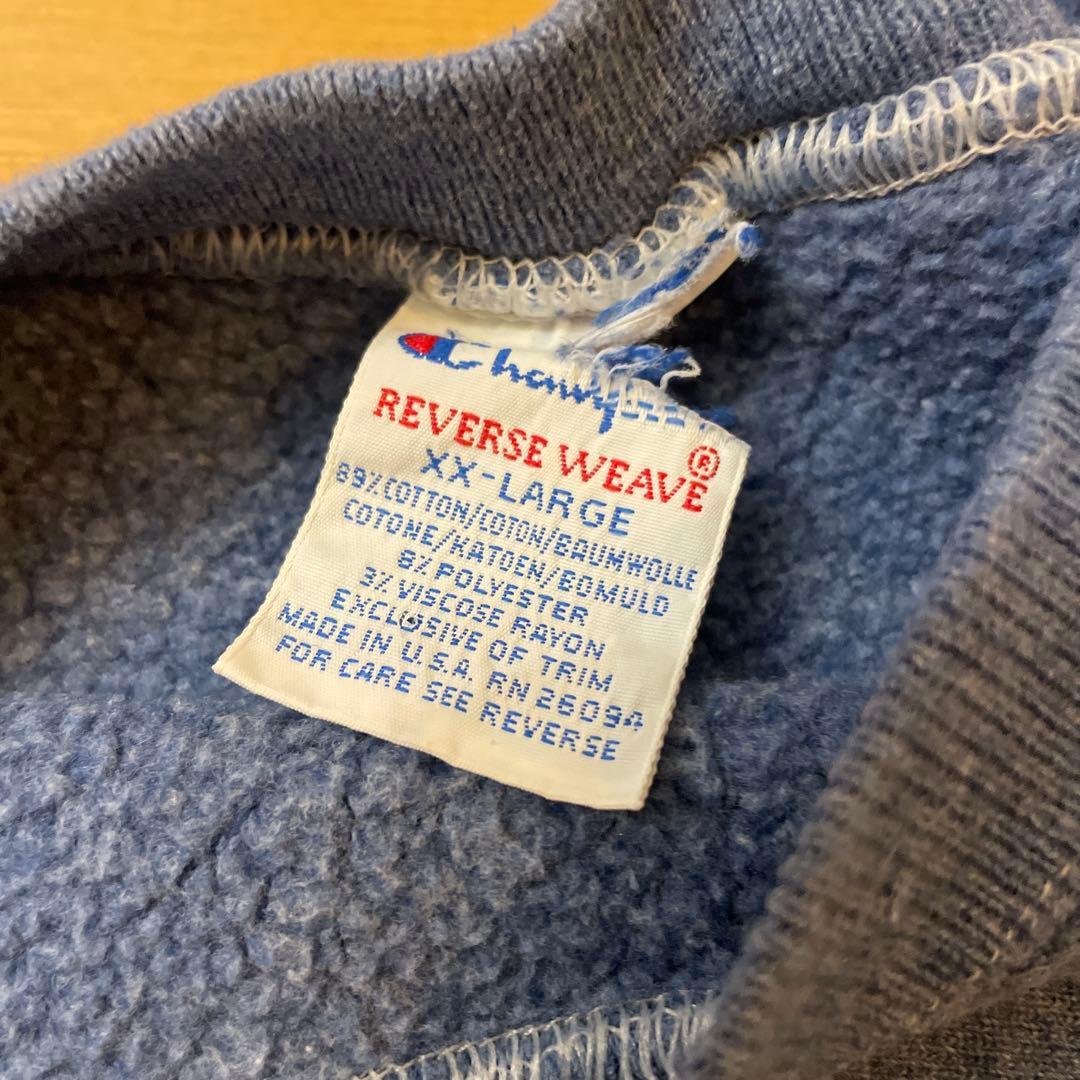 Champion
REVERSE WEAVE®
XX-LARGE
89%COTTON/COTON/BAUMWOLLE
COTONE/KATOEN/BOMULD
8% POLYESTER
3% VISCOSE RAYON
EXCLUSIVE OF TRIM
MADE IN U.S.A. RN 26094
FOR CARE SEE REVERSE